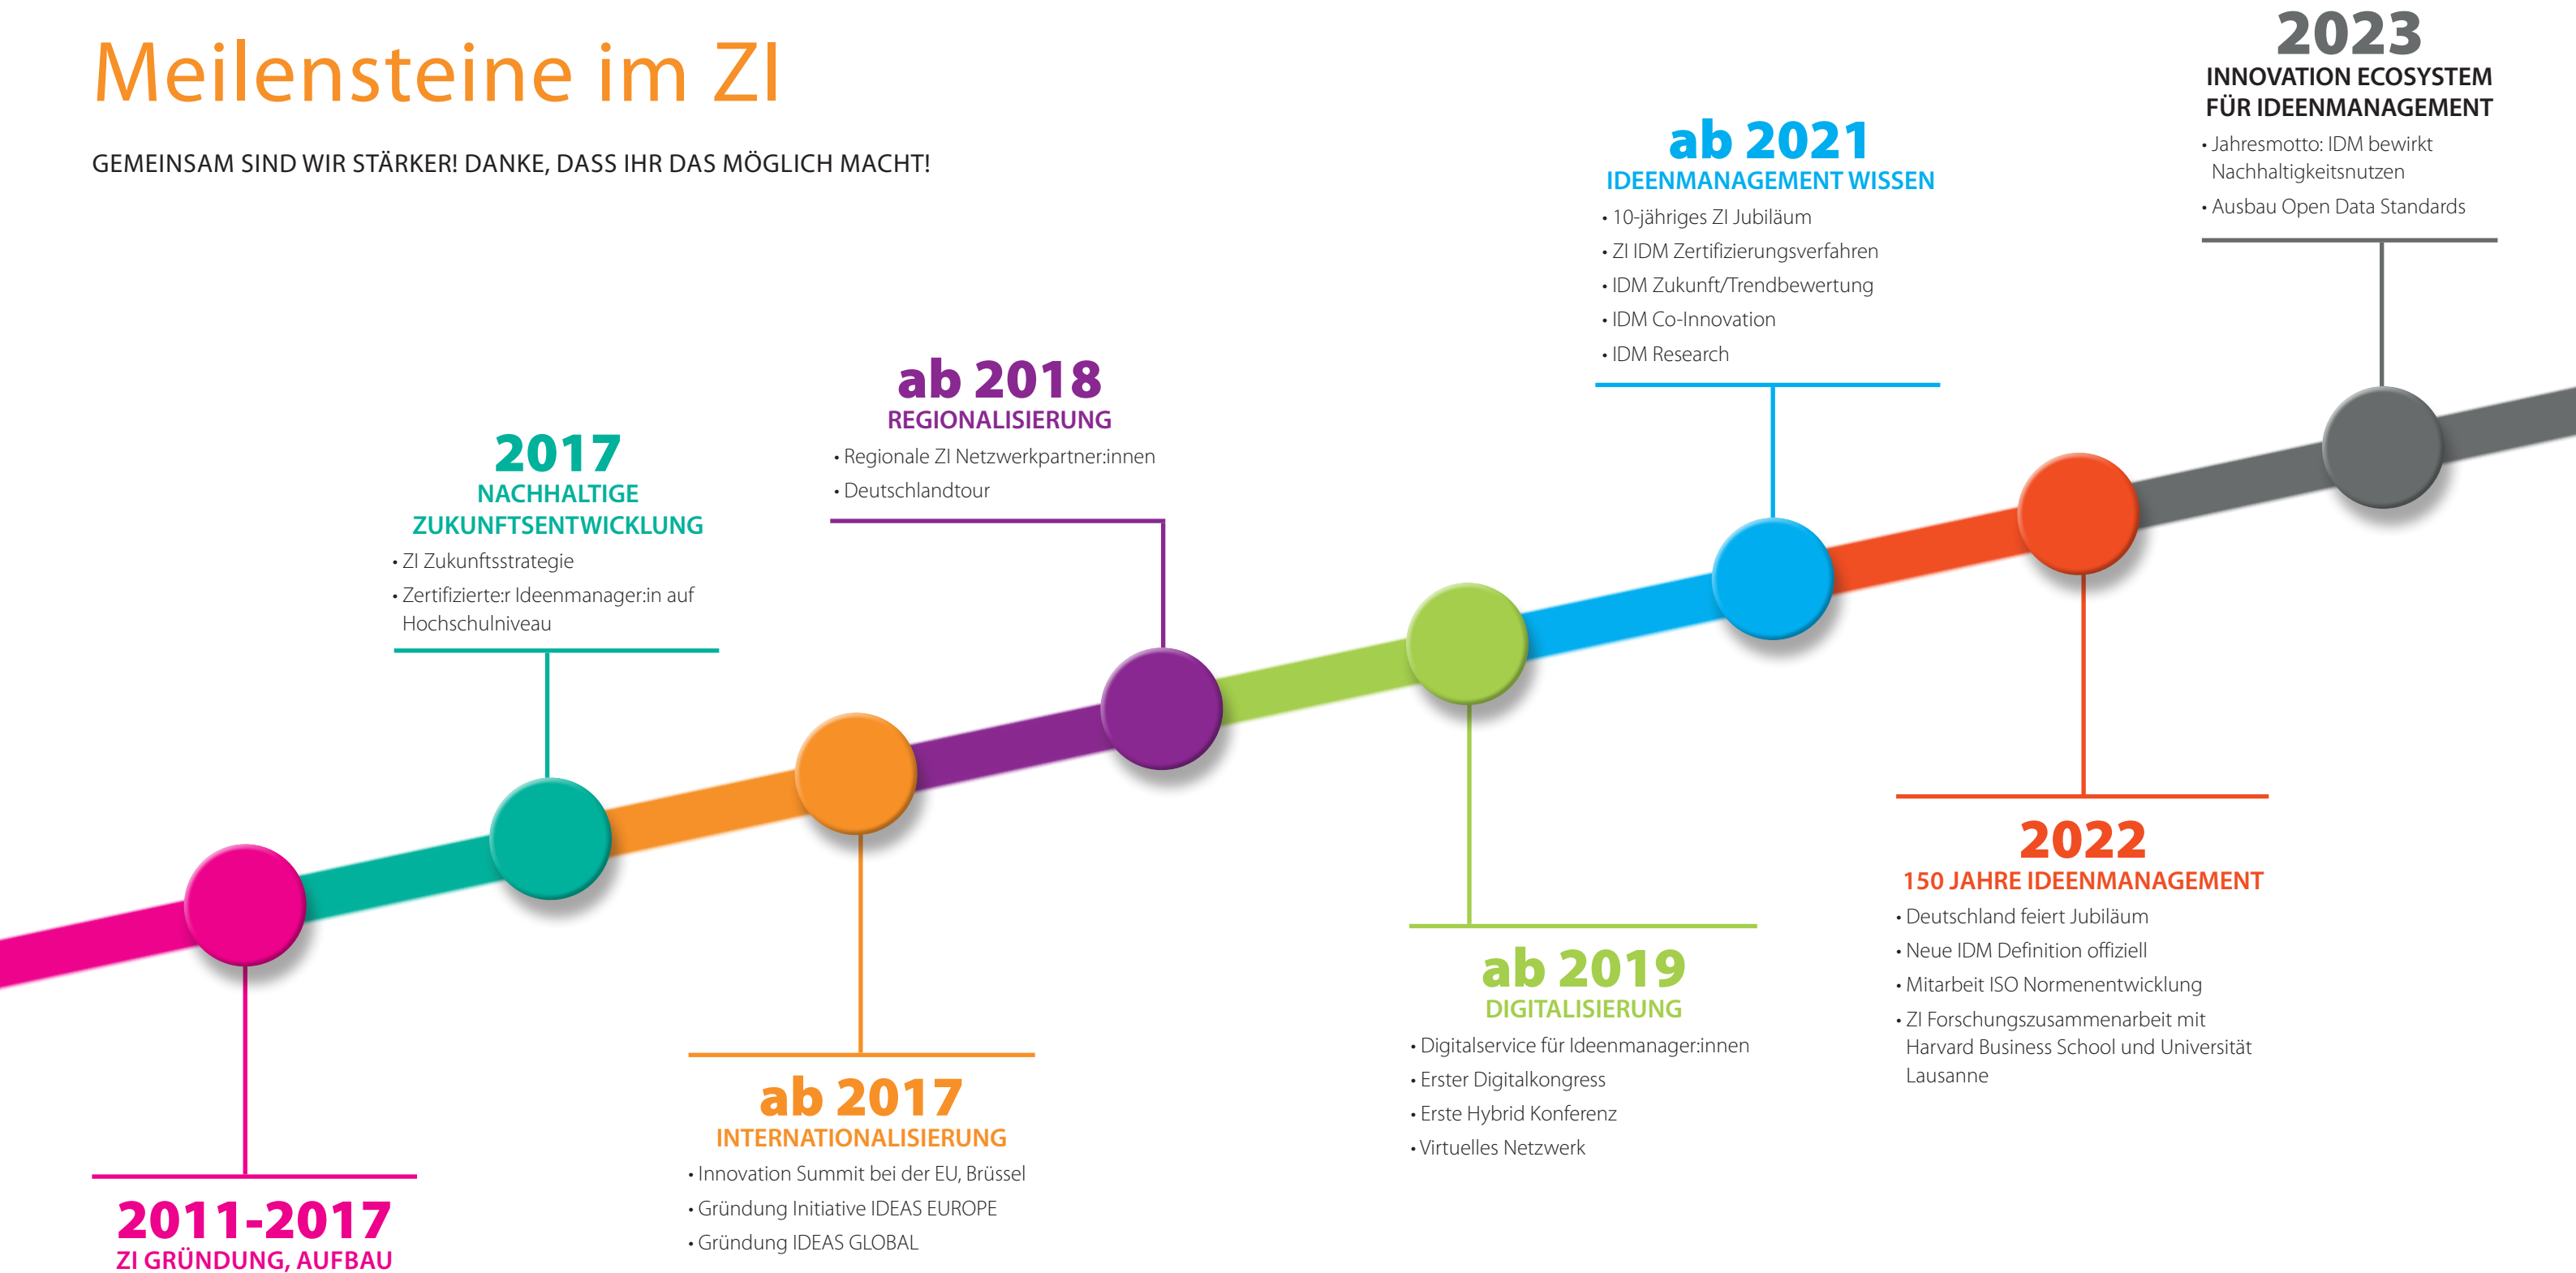 Meilensteine im ZI
GEMEINSAM SIND WIR STÄRKER! DANKE, DASS IHR DAS MÖGLICH MACHT!
2011-2017
ZI GRÜNDUNG, AUFBAU
2017
NACHHALTIGE
ZUKUNFTSENTWICKLUNG
• ZI Zukunftsstrategie
• Zertifizierte:r Ideenmanager:in auf
Hochschulniveau
ab 2017
INTERNATIONALISIERUNG
• Innovation Summit bei der EU, Brüssel
• Gründung Initiative IDEAS EUROPE
• Gründung IDEAS GLOBAL
ab 2018
REGIONALISIERUNG
• Regionale ZI Netzwerkpartner:innen
• Deutschlandtour
ab 2019
DIGITALISIERUNG
• Digitalservice für Ideenmanager:innen
• Erster Digitalkongress
• Erste Hybrid Konferenz
• Virtuelles Netzwerk
ab 2021
IDEENMANAGEMENT WISSEN
• 10-jähriges ZI Jubiläum
• ZI IDM Zertifizierungsverfahren
• IDM Zukunft/Trendbewertung
• IDM Co-Innovation
• IDM Research
2022
150 JAHRE IDEENMANAGEMENT
• Deutschland feiert Jubiläum
• Neue IDM Definition offiziell
• Mitarbeit ISO Normenentwicklung
• ZI Forschungszusammenarbeit mit
Harvard Business School und Universität
Lausanne
2023
INNOVATION ECOSYSTEM
FÜR IDEENMANAGEMENT
• Jahresmotto: IDM bewirkt
Nachhaltigkeitsnutzen
• Ausbau Open Data Standards